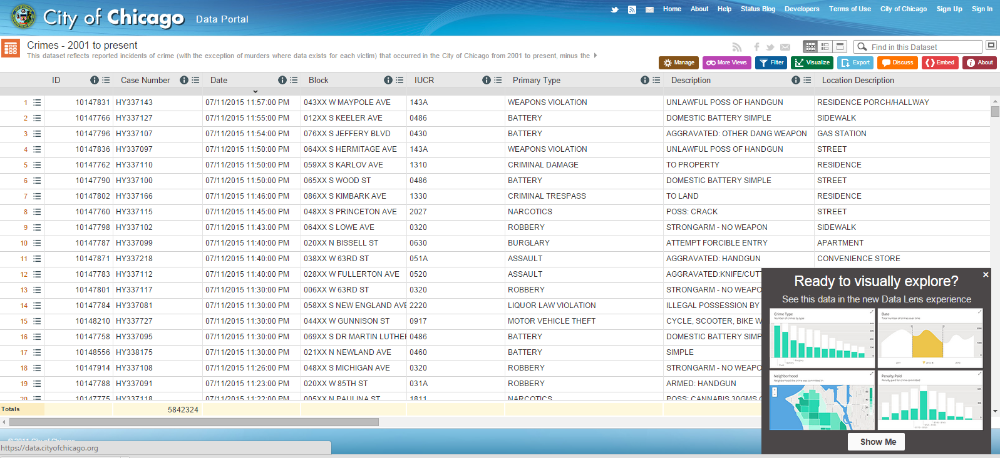 City of Chicago Data Portal
Home About Help Status Blog Developers Terms of Use City of Chicago Sign Up Sign In
Crimes - 2001 to present
Find in this Dataset
This dataset reflects reported incidents of crime (with the exception of murders where data exists for each victim) that occurred in the City of Chicago from 2001 to present, minus the
Manage More Views Filter Visualize Export Discuss Embed About
ID Case Number Date Block IUCR Primary Type Description Location Description
1 10147831 HY337143 07/11/2015 11:57:00 PM 043XX W MAYPOLE AVE 143A WEAPONS VIOLATION UNLAWFUL POSS OF HANDGUN RESIDENCE PORCH/HALLWAY
2 10147766 HY337127 07/11/2015 11:55:00 PM 012XX S KEELER AVE 0486 BATTERY DOMESTIC BATTERY SIMPLE SIDEWALK
3 10147796 HY337107 07/11/2015 11:54:00 PM 076XX S JEFFERY BLVD 0430 BATTERY AGGRAVATED: OTHER DANG WEAPON GAS STATION
4 10147836 HY337097 07/11/2015 11:50:00 PM 064XX S HERMITAGE AVE 143A WEAPONS VIOLATION UNLAWFUL POSS OF HANDGUN STREET
5 10147762 HY337110 07/11/2015 11:50:00 PM 059XX S KARLOV AVE 1310 CRIMINAL DAMAGE TO PROPERTY RESIDENCE
6 10147790 HY337100 07/11/2015 11:50:00 PM 065XX S WOOD ST 0486 BATTERY DOMESTIC BATTERY SIMPLE STREET
7 10147802 HY337166 07/11/2015 11:46:00 PM 086XX S KIMBARK AVE 1330 CRIMINAL TRESPASS TO LAND RESIDENCE
8 10147760 HY337115 07/11/2015 11:45:00 PM 048XX S PRINCETON AVE 2027 NARCOTICS POSS: CRACK STREET
9 10147798 HY337102 07/11/2015 11:43:00 PM 064XX S LOWE AVE 0320 ROBBERY STRONGARM - NO WEAPON SIDEWALK
10 10147787 HY337099 07/11/2015 11:40:00 PM 020XX N BISSELL ST 0630 BURGLARY ATTEMPT FORCIBLE ENTRY APARTMENT
11 10147871 HY337218 07/11/2015 11:40:00 PM 038XX W 63RD ST 051A ASSAULT AGGRAVATED: HANDGUN CONVENIENCE STORE
12 10147783 HY337112 07/11/2015 11:40:00 PM 028XX W FULLERTON AVE 0520 ASSAULT AGGRAVATED:KNIFE/CUTT
13 10147801 HY337117 07/11/2015 11:30:00 PM 006XX W 63RD ST 0320 ROBBERY STRONGARM - NO WEAPO
14 10147784 HY337081 07/11/2015 11:30:00 PM 058XX S NEW ENGLAND AVE 2220 LIQUOR LAW VIOLATION ILLEGAL POSSESSION BY
15 10148210 HY337727 07/11/2015 11:30:00 PM 044XX W GUNNISON ST 0917 MOTOR VEHICLE THEFT CYCLE, SCOOTER, BIKE W
16 10147758 HY337095 07/11/2015 11:30:00 PM 069XX S DR MARTIN LUTHER 0486 BATTERY DOMESTIC BATTERY SIMP
17 10148556 HY338175 07/11/2015 11:30:00 PM 021XX N NEWLAND AVE 0460 BATTERY SIMPLE
18 10147914 HY337108 07/11/2015 11:26:00 PM 048XX S MICHIGAN AVE 0320 ROBBERY STRONGARM - NO WEAPO
19 10147788 HY337091 07/11/2015 11:23:00 PM 020XX W 85TH ST 031A ROBBERY ARMED: HANDGUN
20 10147775 HY337118 07/11/2015 11:22:00 PM 005XX N PAULINA ST 1811 NARCOTICS POSS: CANNABIS 30GMS O
Totals 5842324
Ready to visually explore?
See this data in the new Data Lens experience
Crime Type
Number of crimes by type
Date
Total number of crimes over time
Neighborhood
Neighborhood the crime was committed in
Penalty Paid
Penalty paid for crime committed
Show Me
© 2011 City of Chicago
https://data.cityofchicago.org